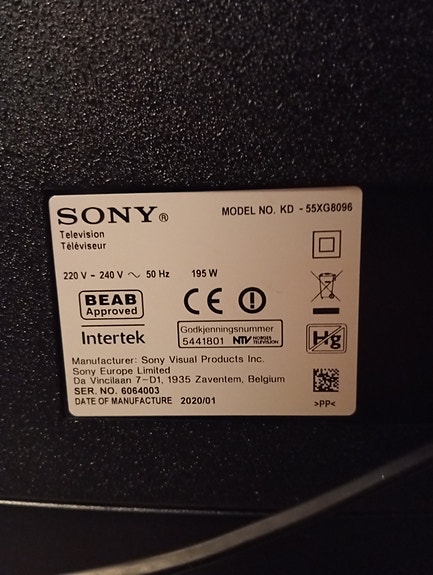 SONY®
MODEL NO. KD - 55XG8096
Television
Téléviseur
220 V - 240 V ~ 50 Hz 195 W
BEAB
Approved
CE
Intertek
Godkjenningsnummer
5441801 NTV NORGES TELEVISJON
Hg
Manufacturer: Sony Visual Products Inc.
Sony Europe Limited
Da Vincilaan 7-D1, 1935 Zaventem, Belgium
SER. NO. 6064003
DATE OF MANUFACTURE 2020/01
>PP<